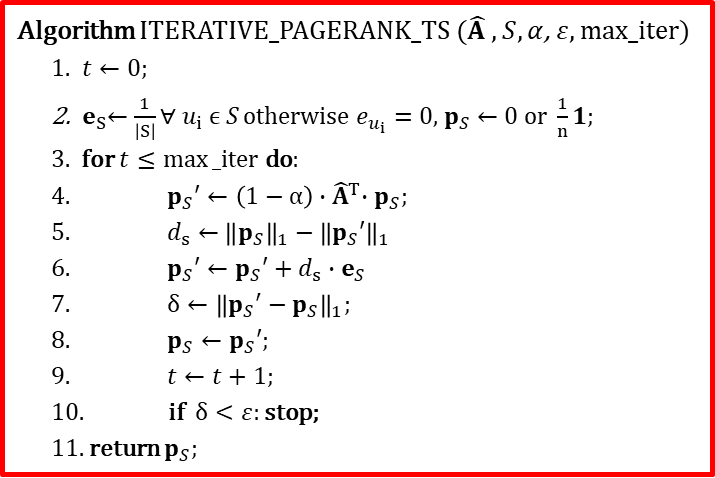 Algorithm ITERATIVE_PAGERANK_TS (Â , S, α, ε, max_iter)
1. t ← 0;
2. e_S← 1/|S| ∀ u_i ϵ S otherwise e_{u_i} = 0, p_S ← 0 or 1/n 1;
3. for t ≤ max_iter do:
4. p_S′ ← (1 − α) · Â^T · p_S;
5. d_s ← ‖p_S‖_1 − ‖p_S′‖_1
6. p_S′ ← p_S′ + d_s · e_S
7. δ ← ‖p_S′ − p_S‖_1;
8. p_S ← p_S′;
9. t ← t + 1;
10. if δ < ε: stop;
11. return p_S;